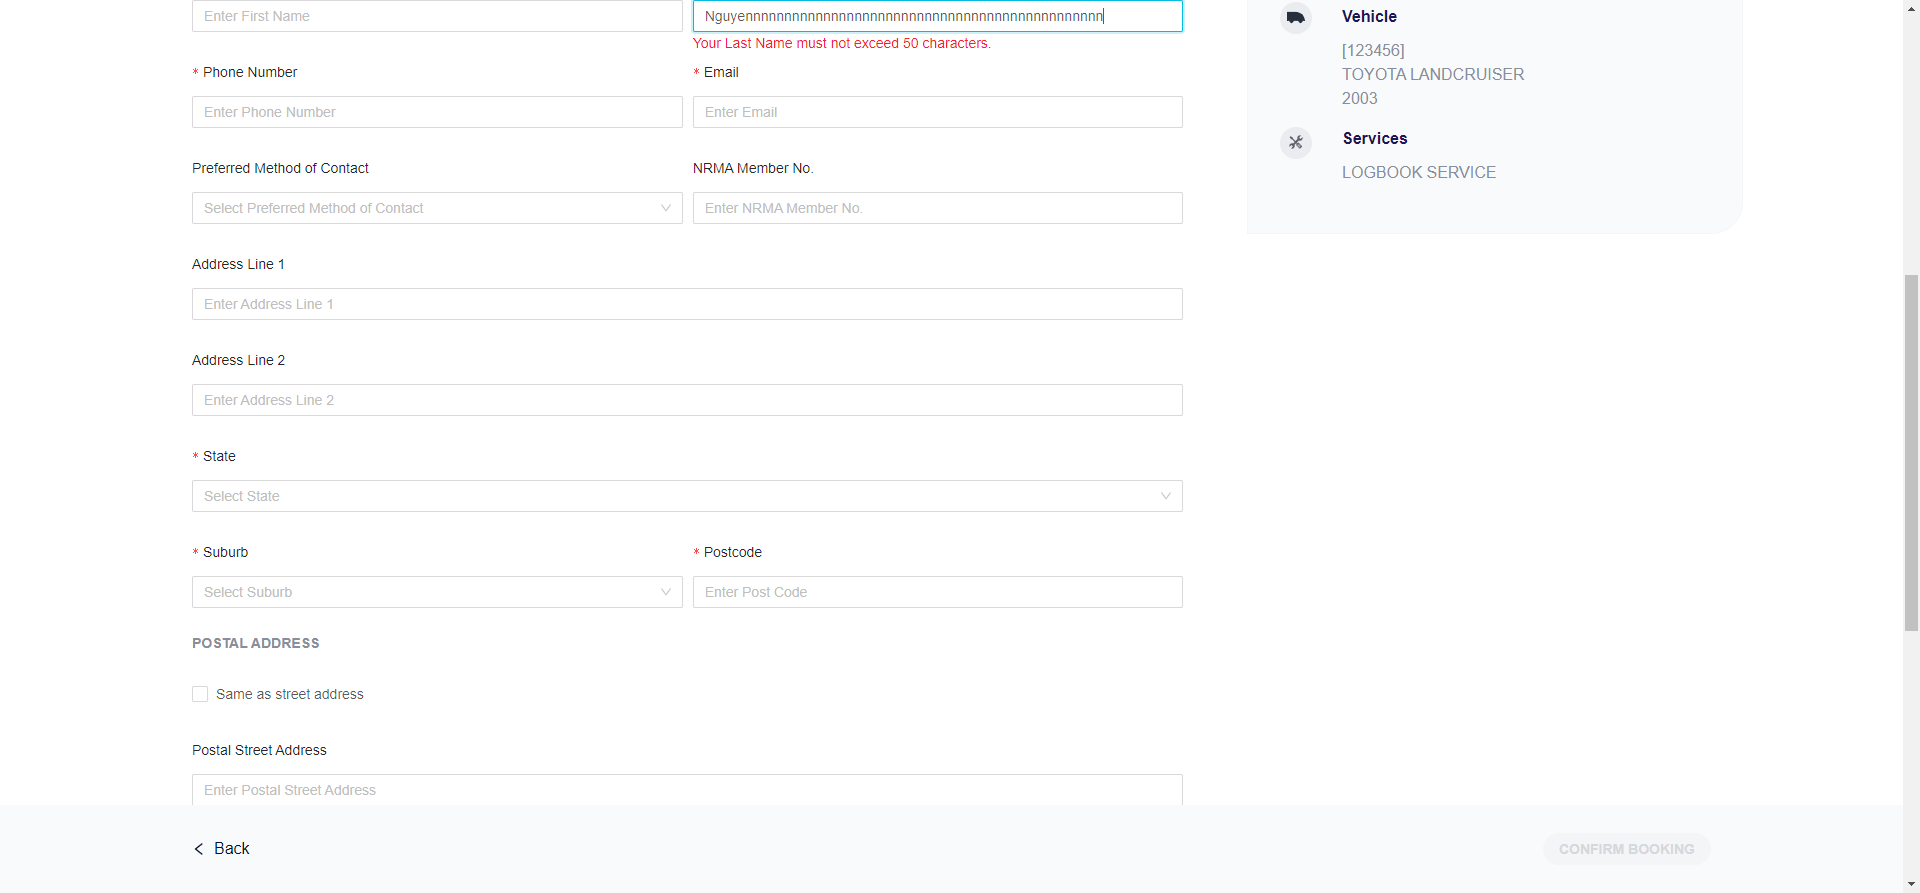 Enter First Name
Nguyennnnnnnnnnnnnnnnnnnnnnnnnnnnnnnnnnnnnnnnnnnnnnn
Your Last Name must not exceed 50 characters.
* Phone Number
* Email
Enter Phone Number
Enter Email
Preferred Method of Contact
NRMA Member No.
Select Preferred Method of Contact
Enter NRMA Member No.
Address Line 1
Enter Address Line 1
Address Line 2
Enter Address Line 2
* State
Select State
* Suburb
* Postcode
Select Suburb
Enter Post Code
POSTAL ADDRESS
Same as street address
Postal Street Address
Enter Postal Street Address
Vehicle
[123456]
TOYOTA LANDCRUISER
2003
Services
LOGBOOK SERVICE
Back
CONFIRM BOOKING